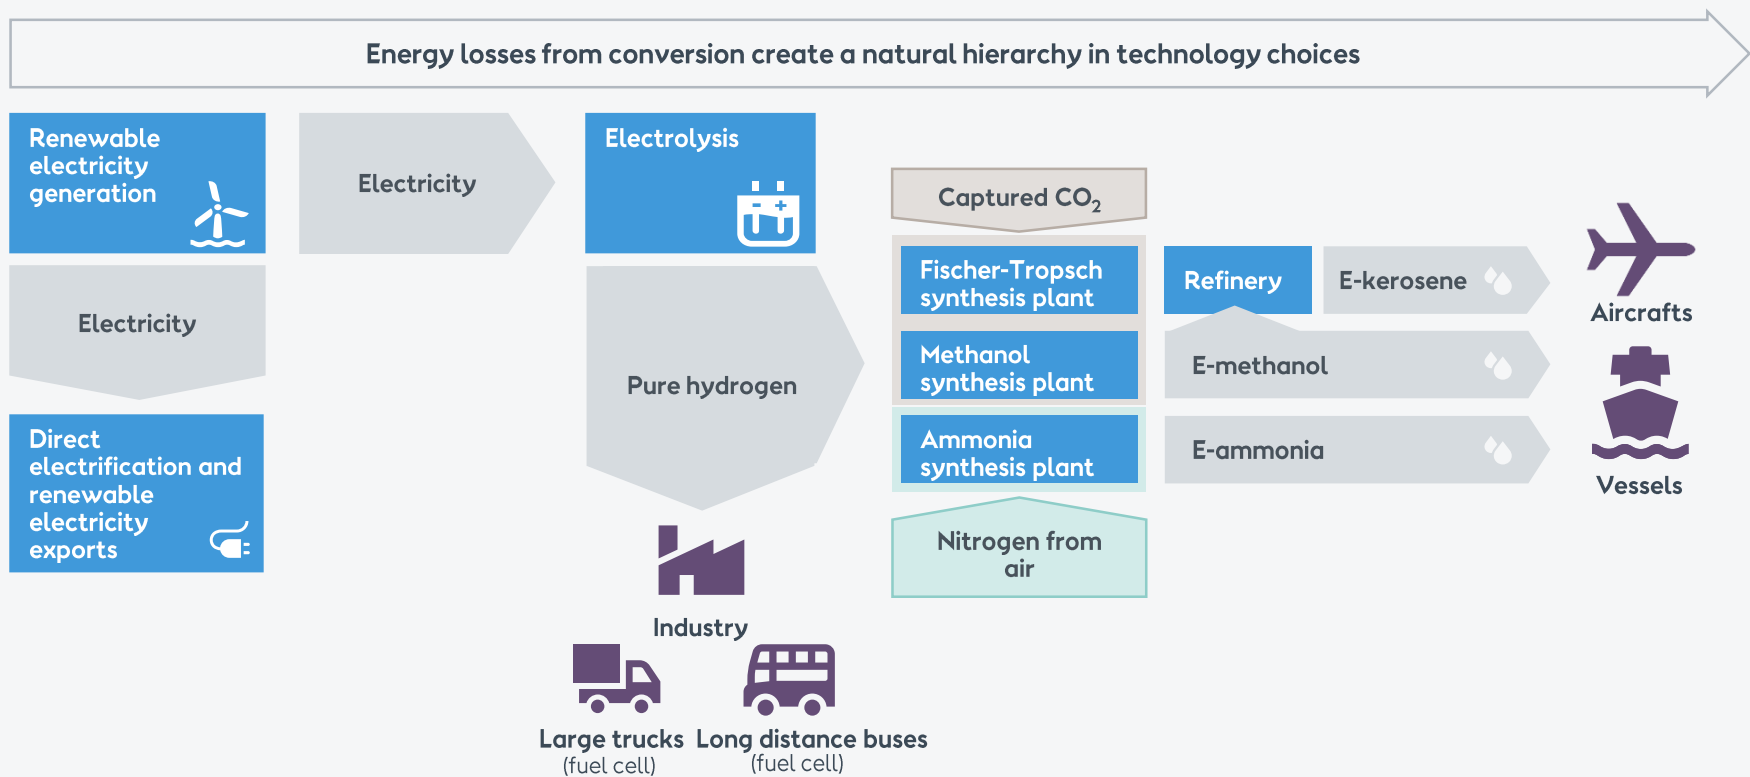 Energy losses from conversion create a natural hierarchy in technology choices
Renewable
electricity
generation
Electricity
Electrolysis
Electricity
Direct
electrification and
renewable
electricity
exports
Pure hydrogen
Industry
Large trucks
(fuel cell)
Long distance buses
(fuel cell)
Captured CO₂
Fischer-Tropsch
synthesis plant
Methanol
synthesis plant
Ammonia
synthesis plant
Nitrogen from
air
Refinery
E-kerosene
E-methanol
E-ammonia
Aircrafts
Vessels